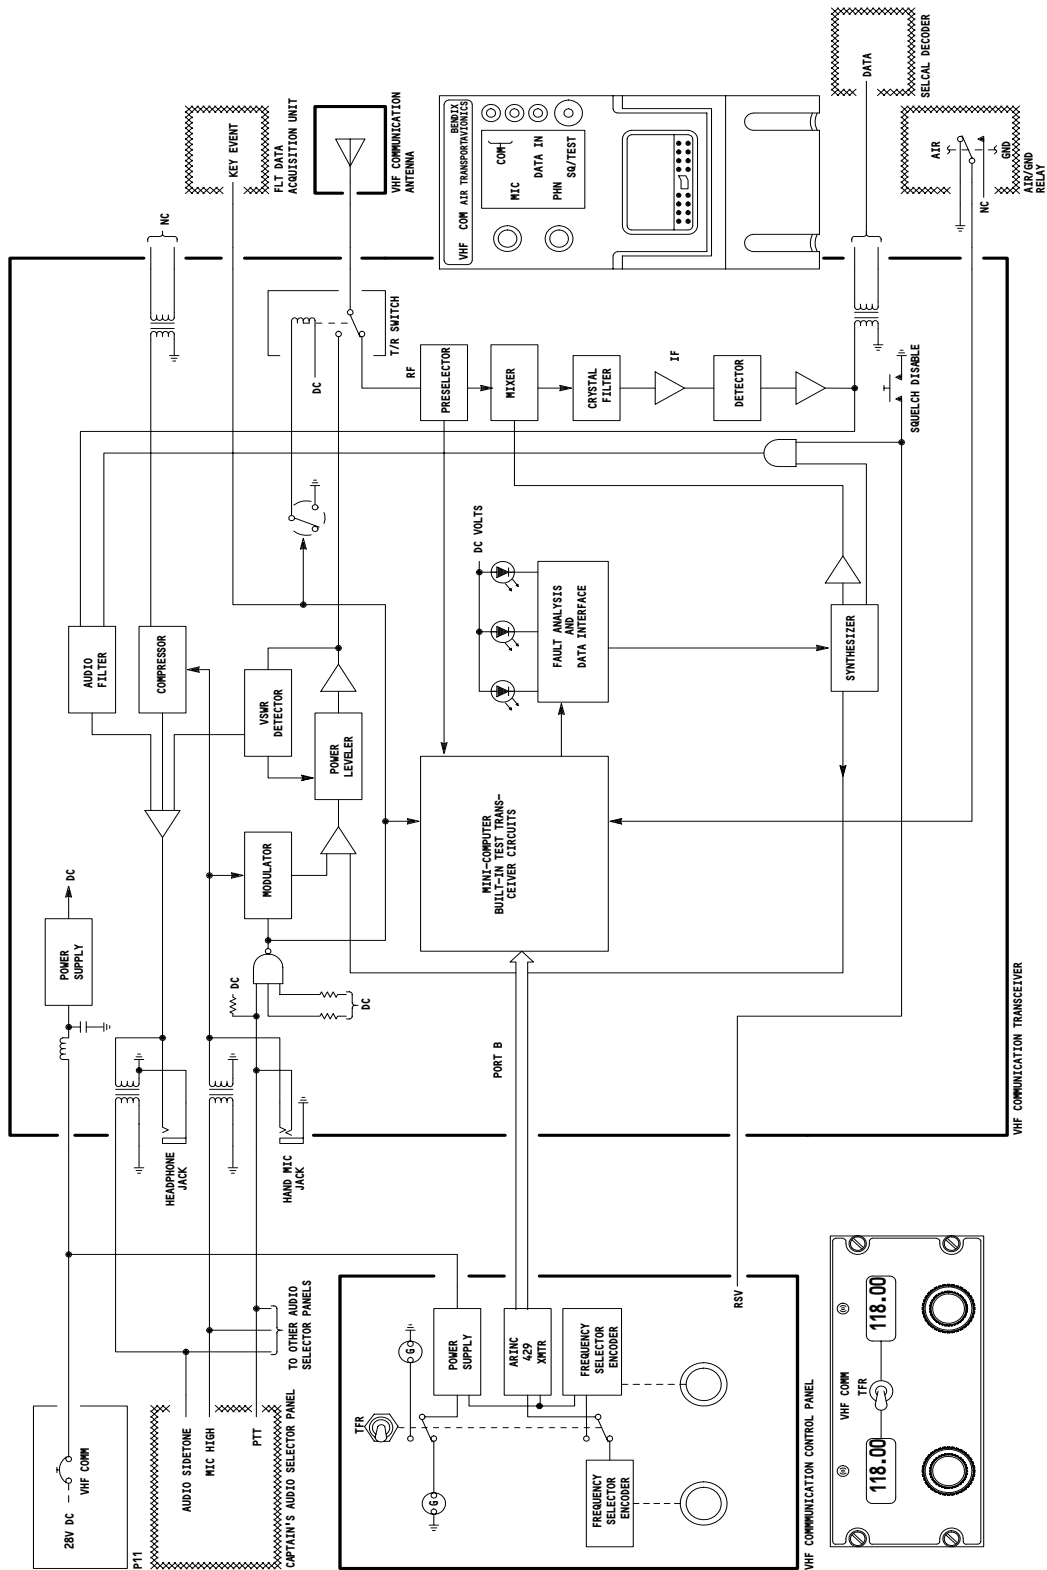 28V DC
VHF COMM
P11
AUDIO SIDETONE
MIC HIGH
PTT
CAPTAIN'S AUDIO SELECTOR PANEL
TO OTHER AUDIO
SELECTOR PANELS
HEADPHONE
JACK
HAND MIC
JACK
POWER
SUPPLY
DC
DC
DC
MODULATOR
AUDIO
FILTER
COMPRESSOR
VSWR
DETECTOR
POWER
LEVELER
NC
KEY EVENT
FLT DATA
ACQUISITION UNIT
VHF COMMUNICATION
ANTENNA
DC
T/R SWITCH
RF
PRESELECTOR
MIXER
CRYSTAL
FILTER
IF
DETECTOR
SQUELCH DISABLE
DC VOLTS
FAULT ANALYSIS
AND
DATA INTERFACE
SYNTHESIZER
MINI-COMPUTER
BUILT-IN TEST TRANS-
CEIVER CIRCUITS
PORT B
VHF COMMUNICATION TRANSCEIVER
VHF COM
BENDIX
AIR TRANSPORTAVIONICS
COM
MIC
DATA IN
PHN
SQ/TEST
DATA
SELCAL DECODER
AIR
GND
NC
AIR/GND
RELAY
TFR
G
G
POWER
SUPPLY
ARINC
429
XMTR
FREQUENCY
SELECTOR
ENCODER
FREQUENCY
SELECTOR
ENCODER
RSV
VHF COMMMUNICATION CONTROL PANEL
118.00
VHF COMM
TFR
118.00